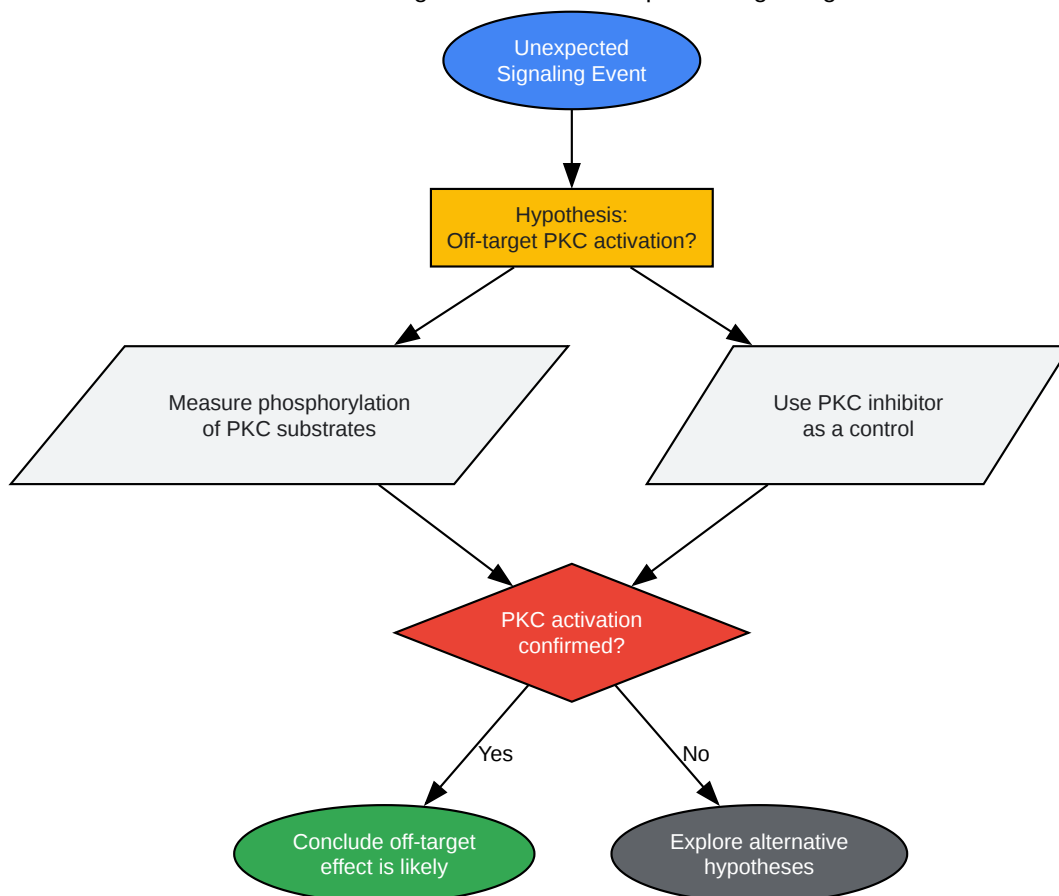 Unexpected
Signaling Event
Hypothesis:
Off-target PKC activation?
Measure phosphorylation
of PKC substrates
Use PKC inhibitor
as a control
PKC activation
confirmed?
Yes
No
Conclude off-target
effect is likely
Explore alternative
hypotheses